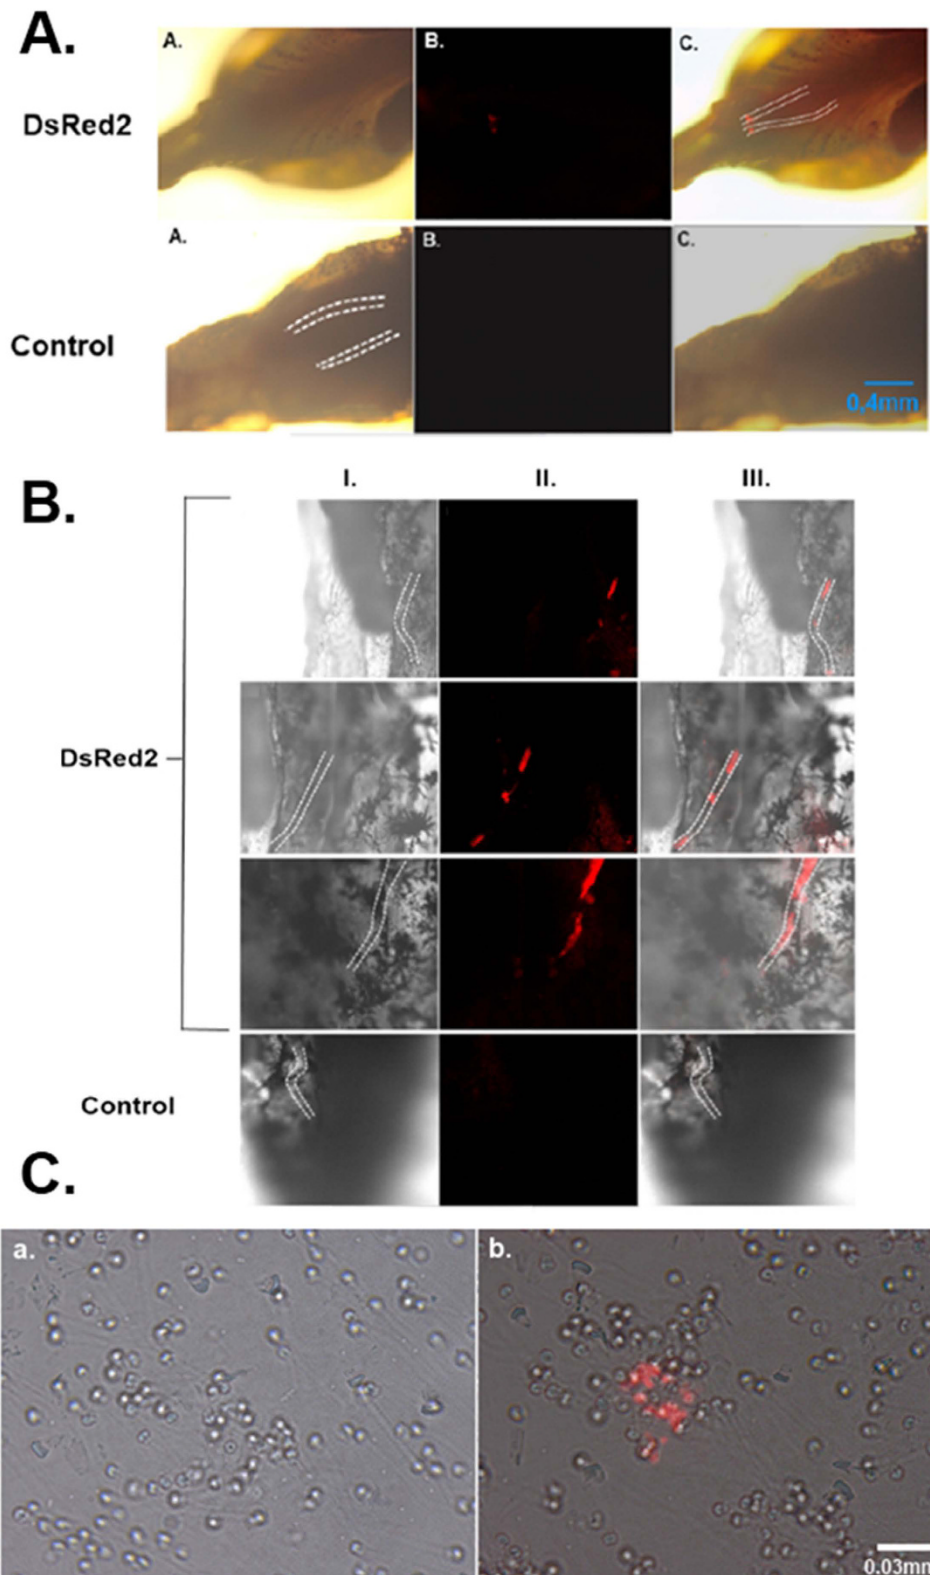 A.
A. B. C.
DsRed2
A. B. C.
Control
0,4mm
I. II. III.
B.
DsRed2
Control
C.
a. b.
0.03mm